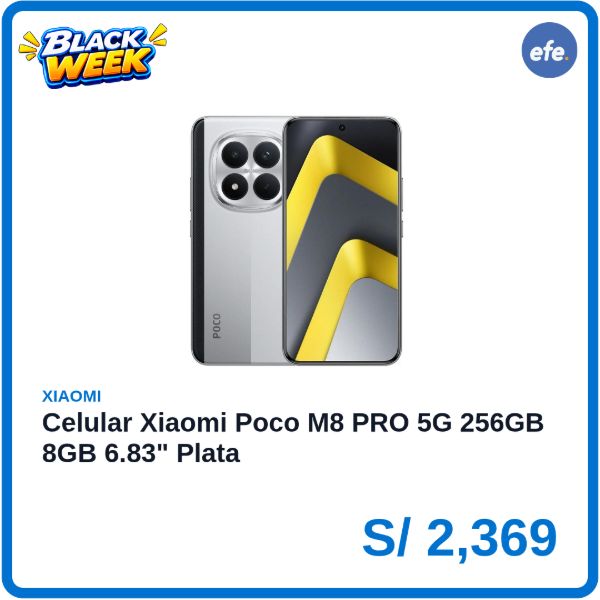 BLACK
WEEK
efe.
POCO
XIAOMI
Celular Xiaomi Poco M8 PRO 5G 256GB
8GB 6.83" Plata
S/ 2,369